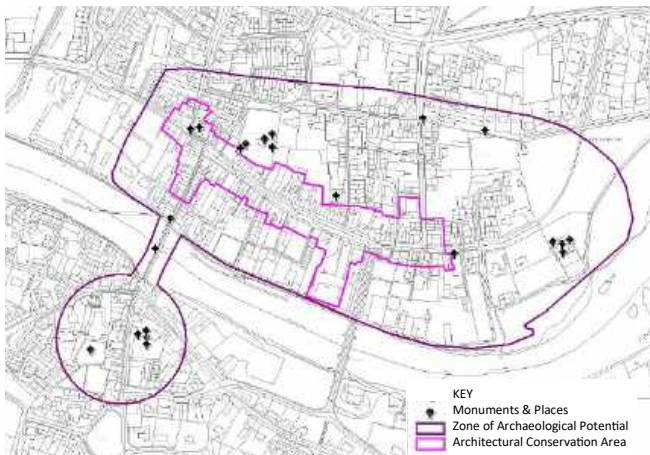 KEY
Monuments & Places
Zone of Archaeological Potential
Architectural Conservation Area